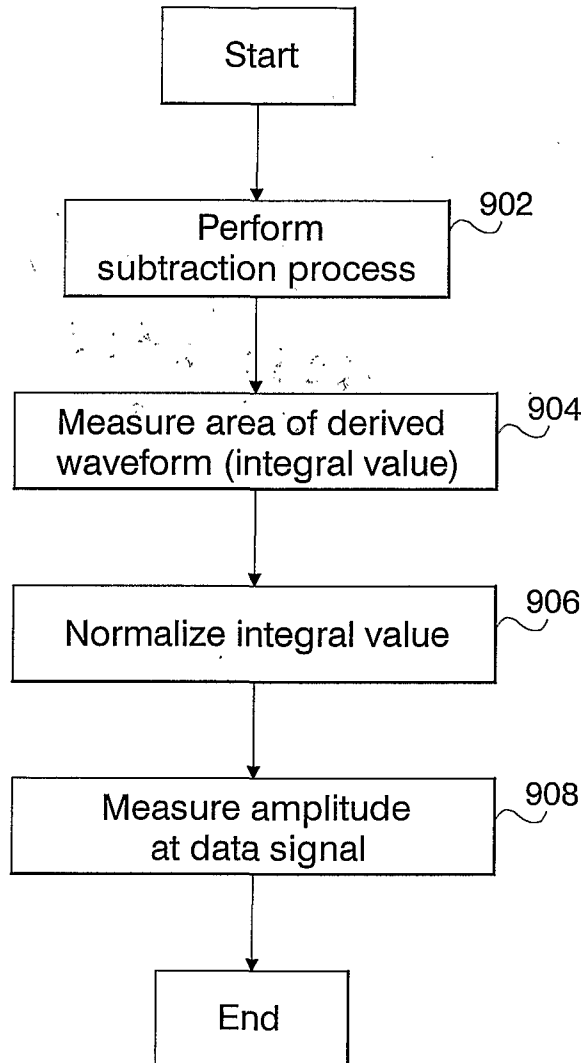 Start
902
Perform
subtraction process
904
Measure area of derived
waveform (integral value)
906
Normalize integral value
908
Measure amplitude
at data signal
End